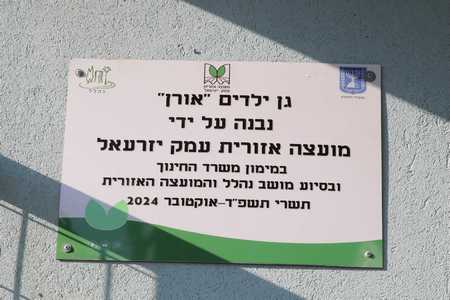 נהלל
גן ילדים "אורן"
נבנה על ידי
מועצה אזורית עמק יזרעאל
במימון משרד החינוך
ובסיוע מושב נהלל והמועצה האזורית
תשרי תשפ"ד-אוקטובר 2024